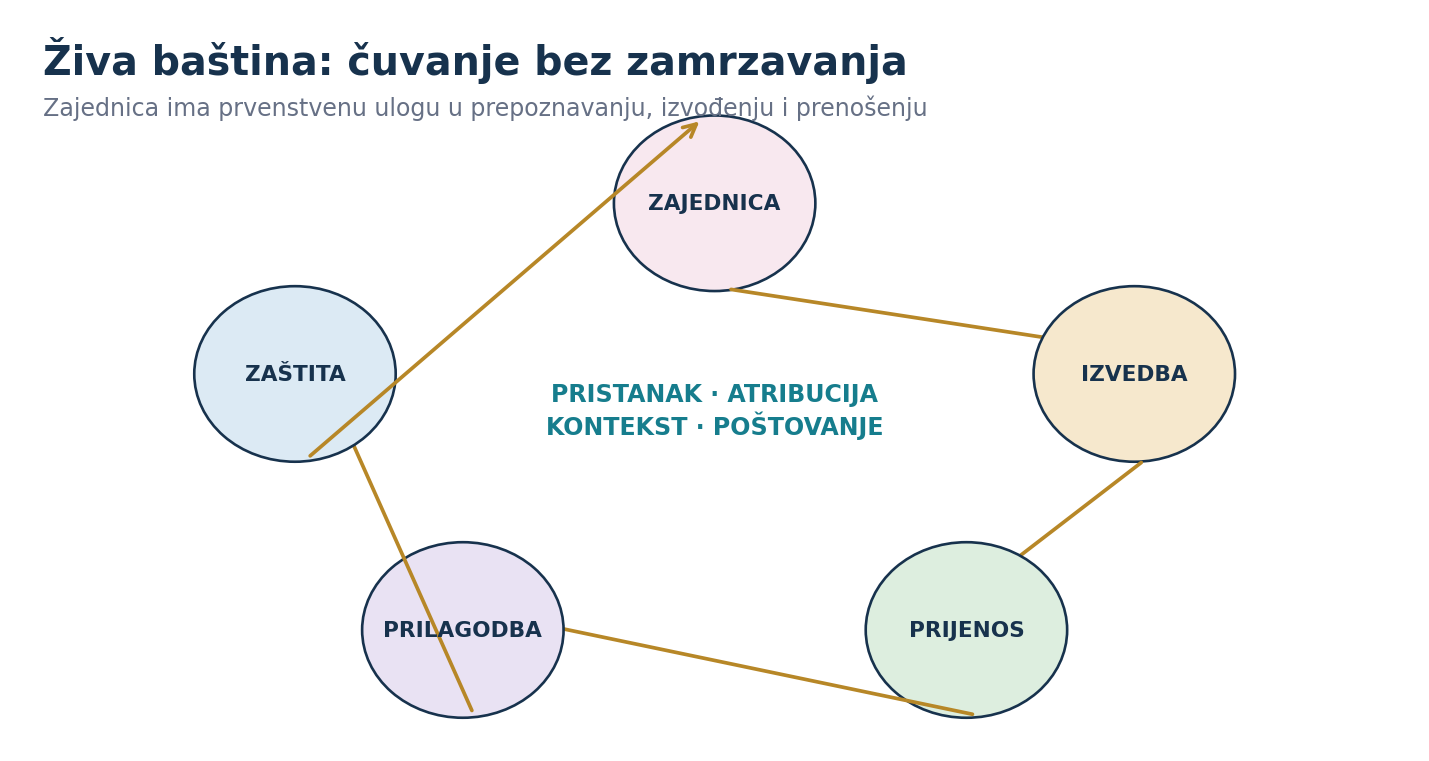 Živa baština: čuvanje bez zamrzavanja
Zajednica ima prvenstvenu ulogu u prepoznavanju, izvođenju i prenošenju
ZAJEDNICA
ZAŠTITA
IZVEDBA
PRISTANAK · ATRIBUCIJA
KONTEKST · POŠTOVANJE
PRILAGODBA
PRIJENOS